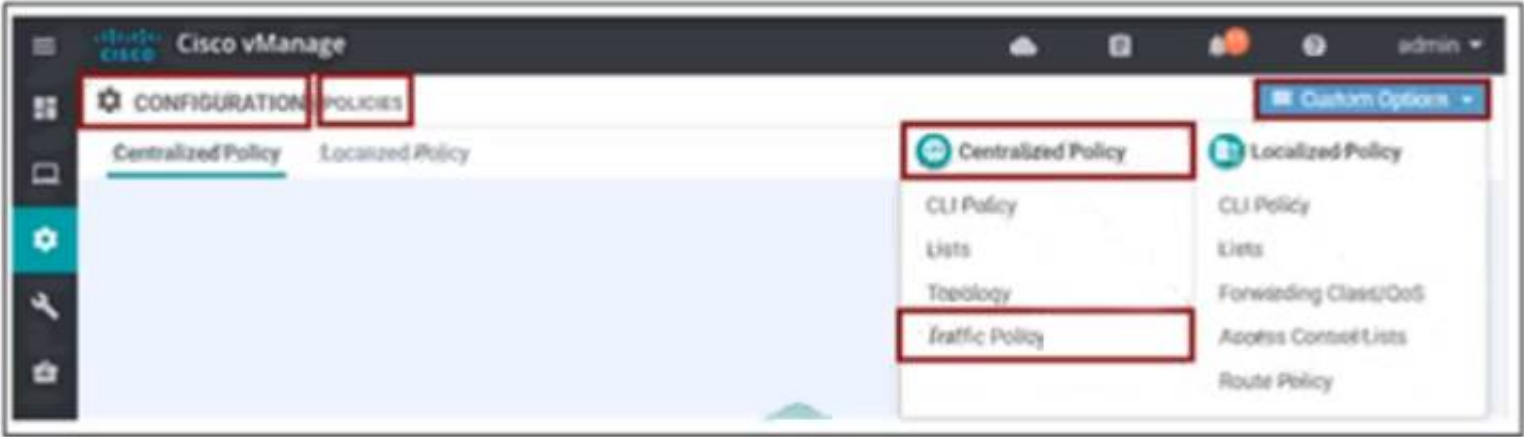 CISCO Cisco vManage admin
CONFIGURATION POLICIES Custom Options
Centralized Policy Localized Policy
Centralized Policy Localized Policy
CLI Policy CLI Policy
Lists Lists
Topology Forwarding Class/QoS
Traffic Policy Access Control Lists
Route Policy